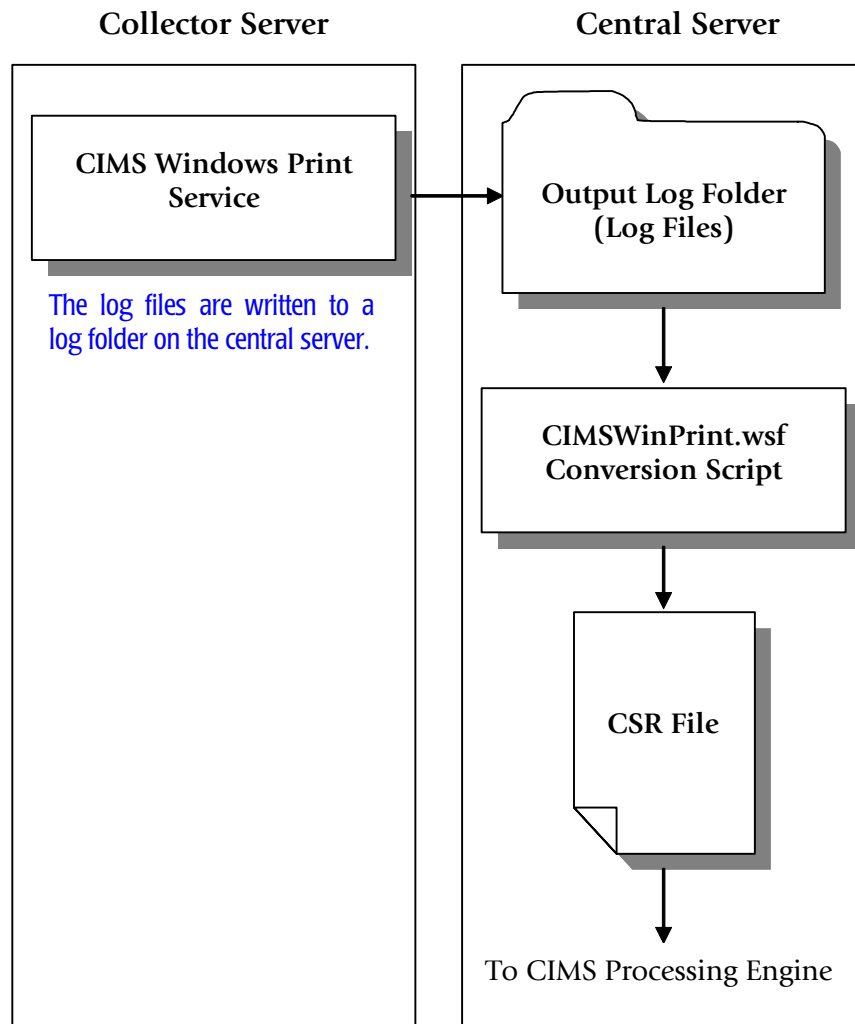 Collector Server
Central Server
CIMS Windows Print
Service
Output Log Folder
(Log Files)
The log files are written to a
log folder on the central server.
CIMSWinPrint.wsf
Conversion Script
CSR File
To CIMS Processing Engine